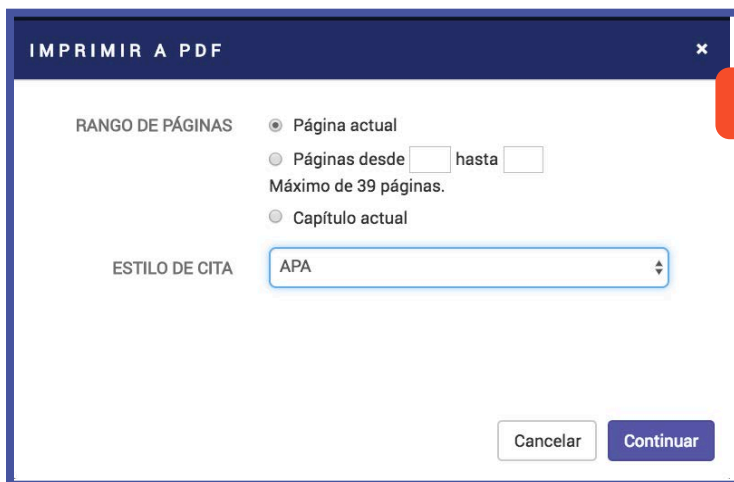 IMPRIMIR A PDF ×
RANGO DE PÁGINAS Página actual
Páginas desde hasta
Máximo de 39 páginas.
Capítulo actual
ESTILO DE CITA APA
Cancelar Continuar